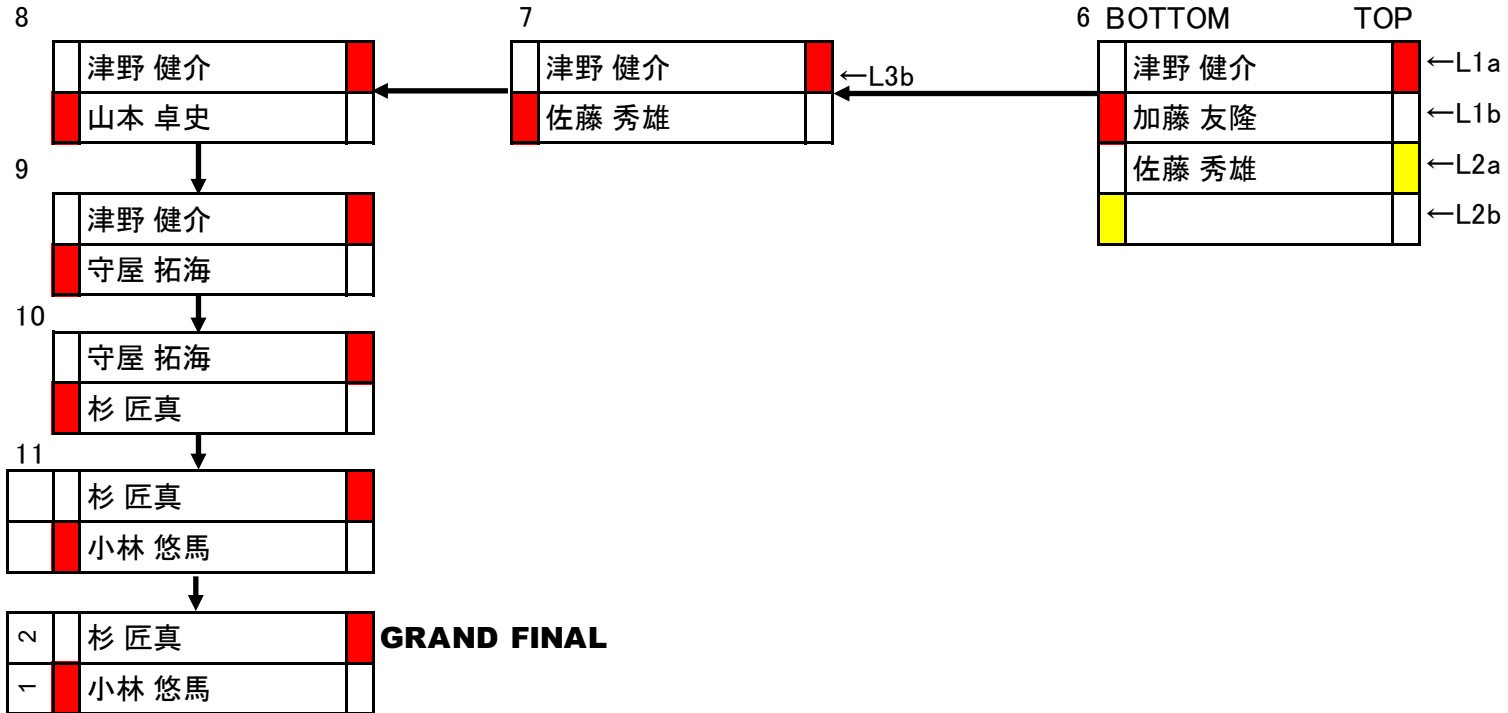 8
7
6 BOTTOM TOP
津野 健介
津野 健介
←L3b
津野 健介
←L1a
山本 卓史
佐藤 秀雄
加藤 友隆
←L1b
佐藤 秀雄
←L2a
←L2b
9
津野 健介
守屋 拓海
10
守屋 拓海
杉 匠真
11
杉 匠真
小林 悠馬
2 杉 匠真 GRAND FINAL
1 小林 悠馬